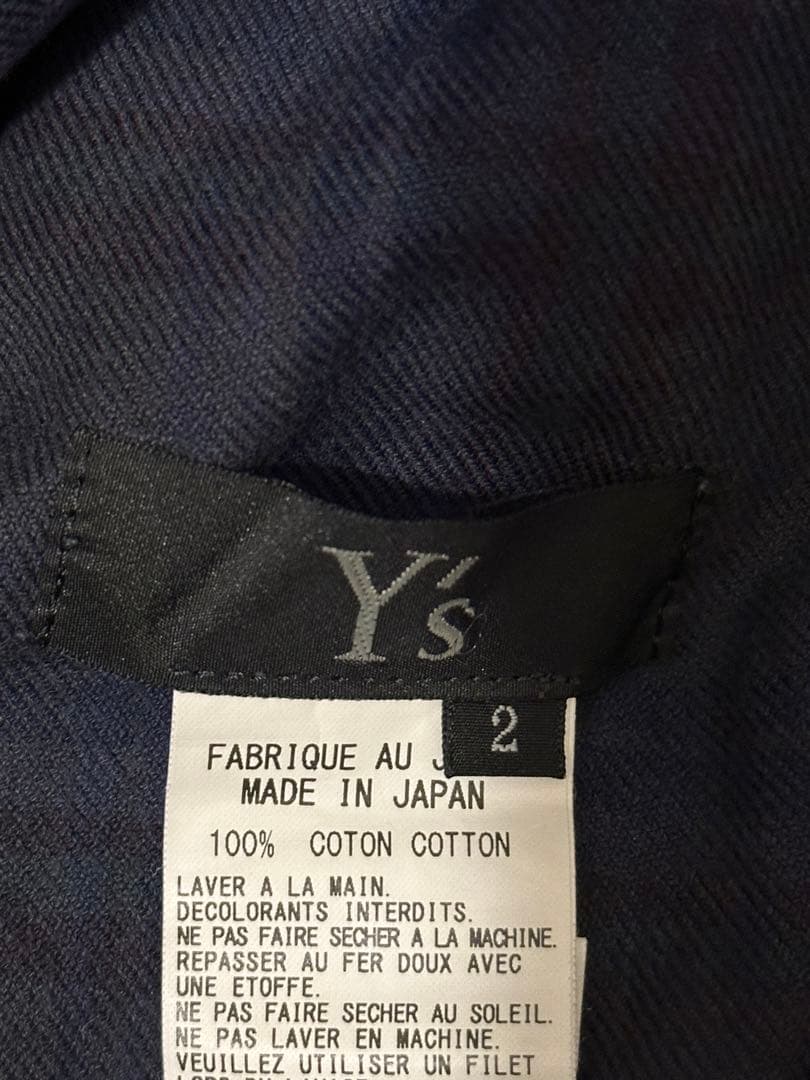 Y's
2
FABRIQUE AU J
MADE IN JAPAN
100% COTON COTTON
LAVER A LA MAIN.
DECOLORANTS INTERDITS.
NE PAS FAIRE SECHER A LA MACHINE.
REPASSER AU FER DOUX AVEC
UNE ETOFFE.
NE PAS FAIRE SECHER AU SOLEIL.
NE PAS LAVER EN MACHINE.
VEUILLEZ UTILISER UN FILET